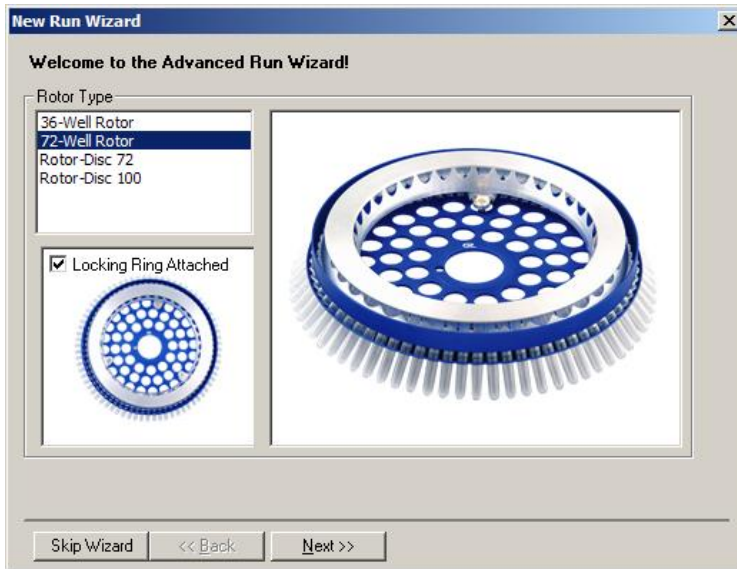 New Run Wizard
Welcome to the Advanced Run Wizard!
Rotor Type
36-Well Rotor
72-Well Rotor
Rotor-Disc 72
Rotor-Disc 100
Locking Ring Attached
Skip Wizard
<< Back
Next >>